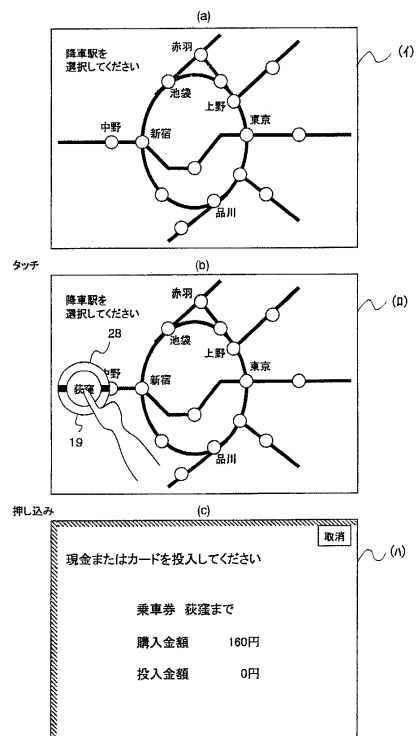 (a)
降車駅を
選択してください
赤羽
池袋
上野
中野
新宿
東京
品川
(イ)
タッチ
(b)
降車駅を
選択してください
赤羽
28
池袋
上野
中野
荻窪
新宿
東京
19
品川
(ロ)
押し込み
(c)
取消
現金またはカードを投入してください
乗車券 荻窪まで
購入金額 160円
投入金額 0円
(ハ)